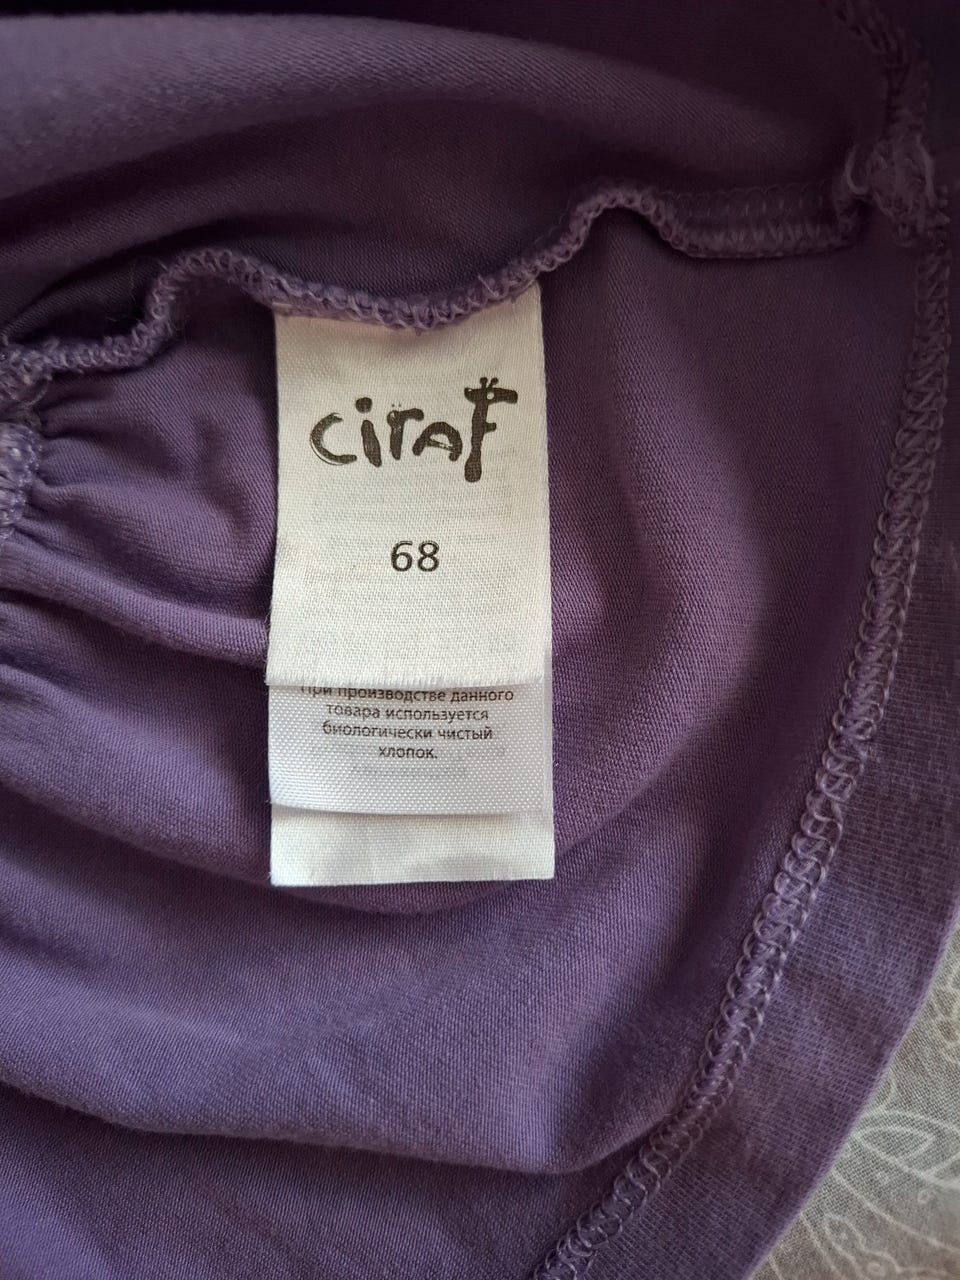 ciraf
68
При производстве данного
товара используется
биологически чистый
хлопок.